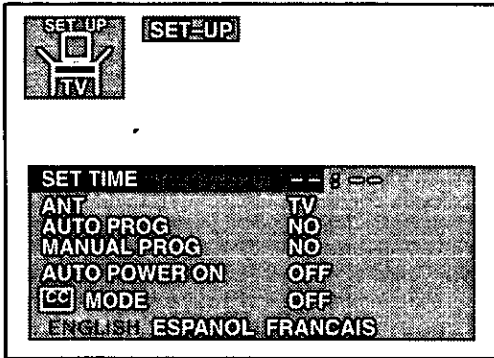 SET UP
TV
SET-UP
SET TIME -- : --
ANT TV
AUTO PROG NO
MANUAL PROG NO
AUTO POWER ON OFF
CC MODE OFF
ENGLISH ESPANOL FRANCAIS